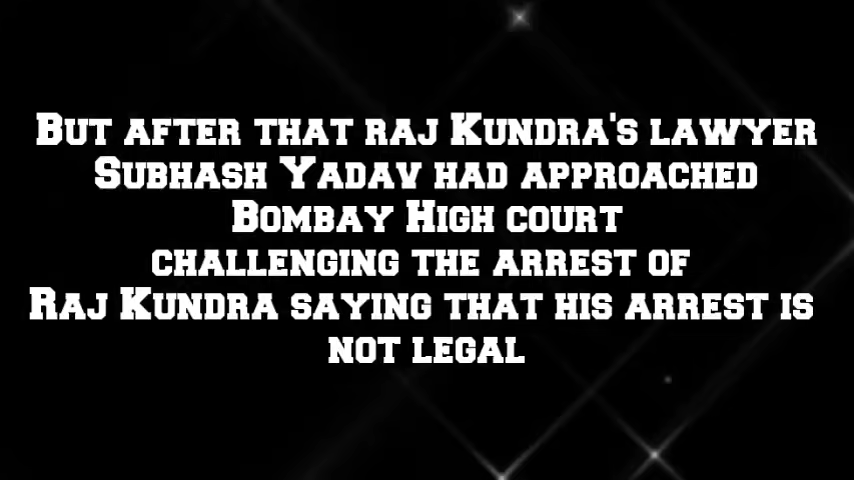 But after that raj Kundra's lawyer
Subhash Yadav had approached
Bombay High court
challenging the arrest of
Raj Kundra saying that his arrest is
not legal